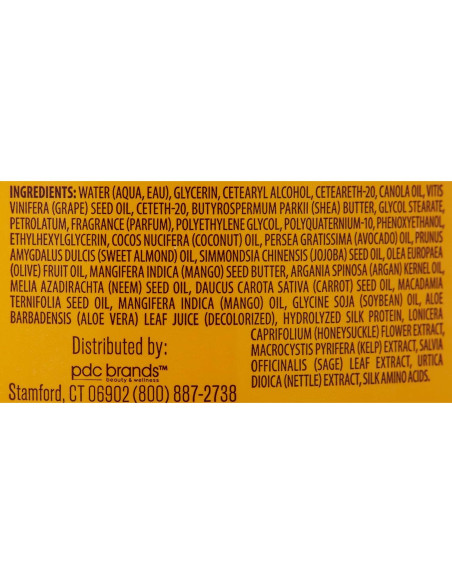 INGREDIENTS: WATER (AQUA, EAU), GLYCERIN, CETEARYL ALCOHOL, CETEARETH-20, CANOLA OIL, VITIS
VINIFERA (GRAPE) SEED OIL, CETETH-20, BUTYROSPERMUM PARKII (SHEA) BUTTER, GLYCOL STEARATE,
PETROLATUM, FRAGRANCE (PARFUM), POLYETHYLENE GLYCOL, POLYQUATERNIUM-10, PHENOXYETHANOL,
ETHYLHEXYLGLYCERIN, COCOS NUCIFERA (COCONUT) OIL, PERSEA GRATISSIMA (AVOCADO) OIL, PRUNUS
AMYGDALUS DULCIS (SWEET ALMOND) OIL, SIMMONDSIA CHINENSIS (JOJOBA) SEED OIL, OLEA EUROPAEA
(OLIVE) FRUIT OIL, MANGIFERA INDICA (MANGO) SEED BUTTER, ARGANIA SPINOSA (ARGAN) KERNEL OIL,
MELIA AZADIRACHTA (NEEM) SEED OIL, DAUCUS CAROTA SATIVA (CARROT) SEED OIL, MACADAMIA
TERNIFOLIA SEED OIL, MANGIFERA INDICA (MANGO) OIL, GLYCINE SOJA (SOYBEAN) OIL, ALOE
BARBADENSIS (ALOE VERA) LEAF JUICE (DECOLORIZED), HYDROLYZED SILK PROTEIN, LONICERA
CAPRIFOLIUM (HONEYSUCKLE) FLOWER EXTRACT,
MACROCYSTIS PYRIFERA (KELP) EXTRACT, SALVIA
OFFICINALIS (SAGE) LEAF EXTRACT, URTICA
DIOICA (NETTLE) EXTRACT, SILK AMINO ACIDS.
Distributed by:
pdc brands™
beauty & wellness
Stamford, CT 06902 (800) 887-2738